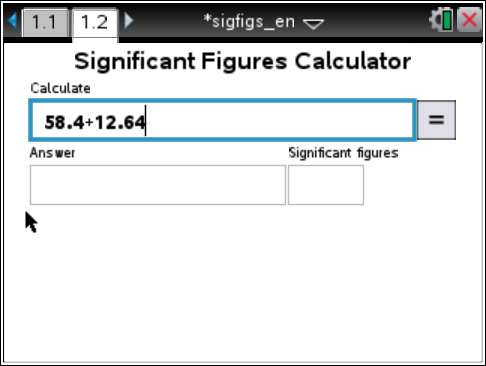 1.1 1.2 *sigfigs_en
Significant Figures Calculator
Calculate
58.4+12.64 =
Answer Significant figures